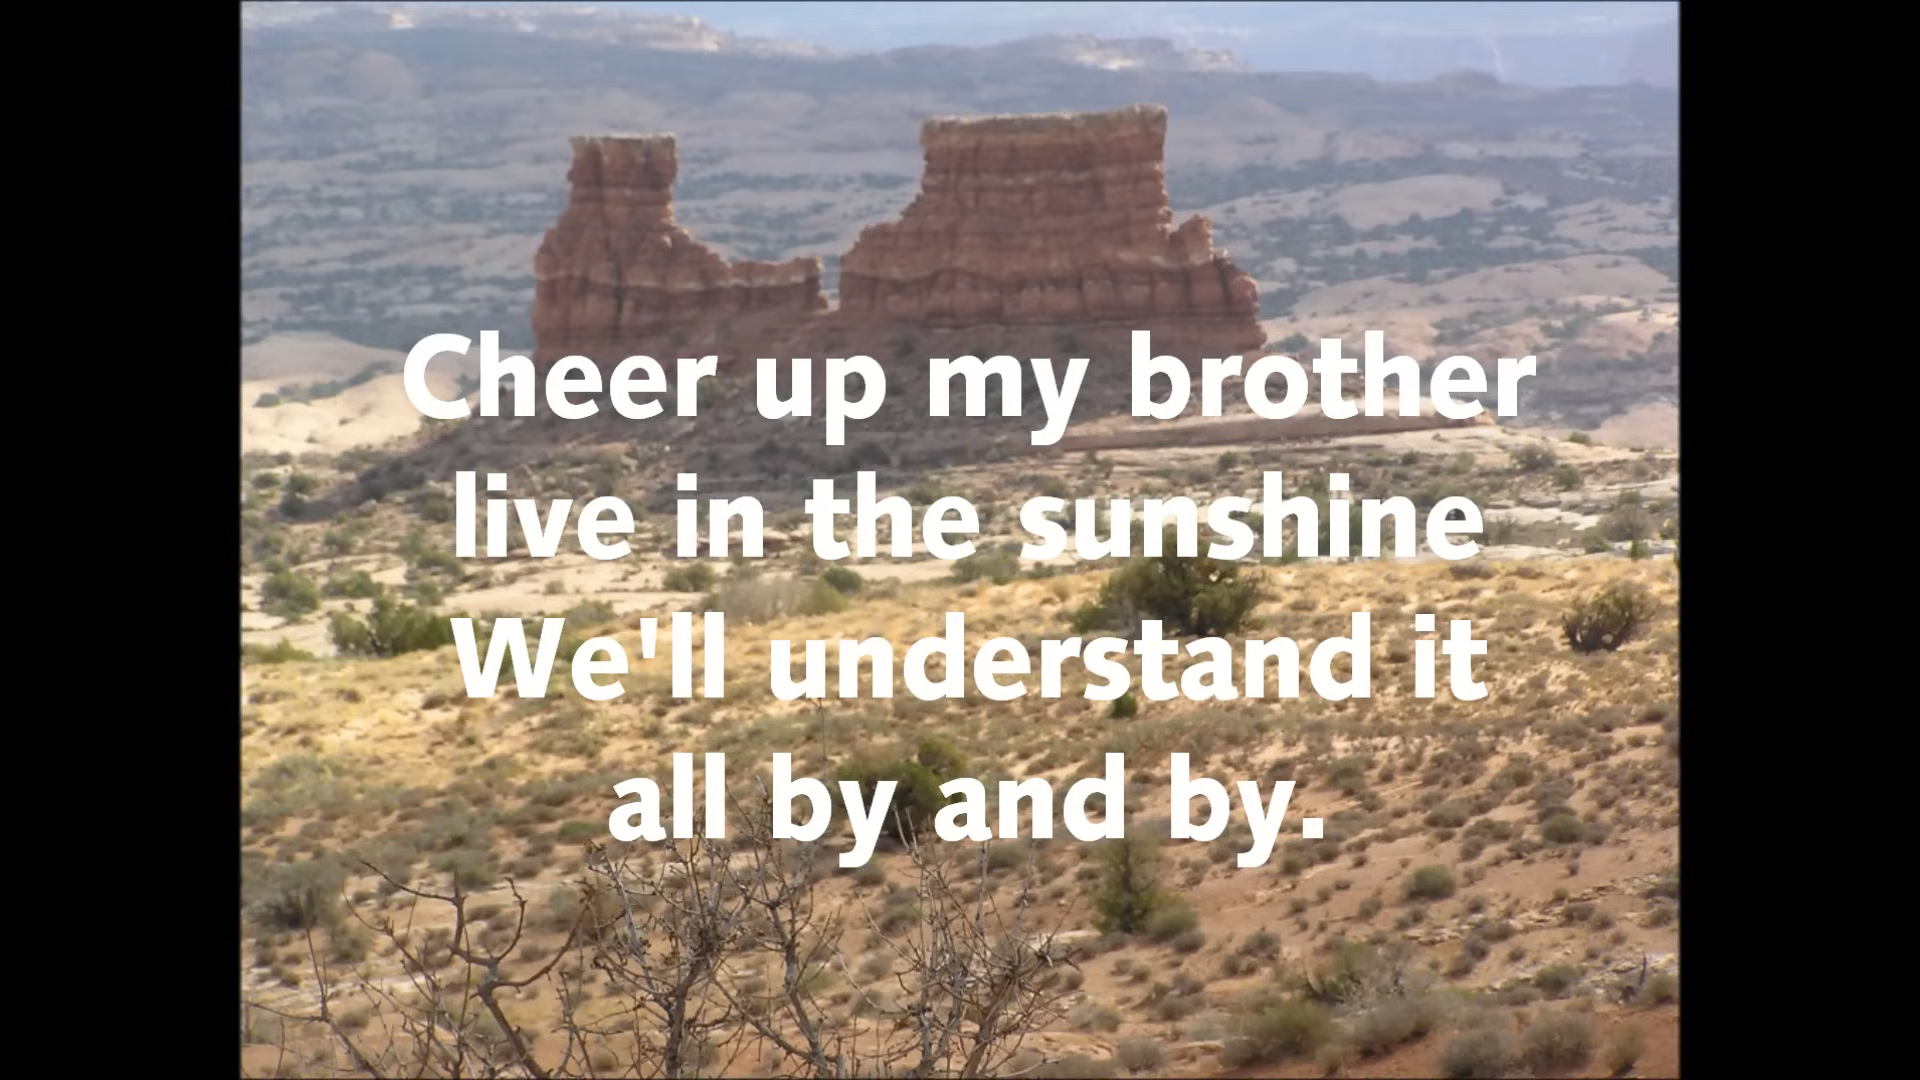 Cheer up my brother
live in the sunshine
We'll understand it
all by and by.